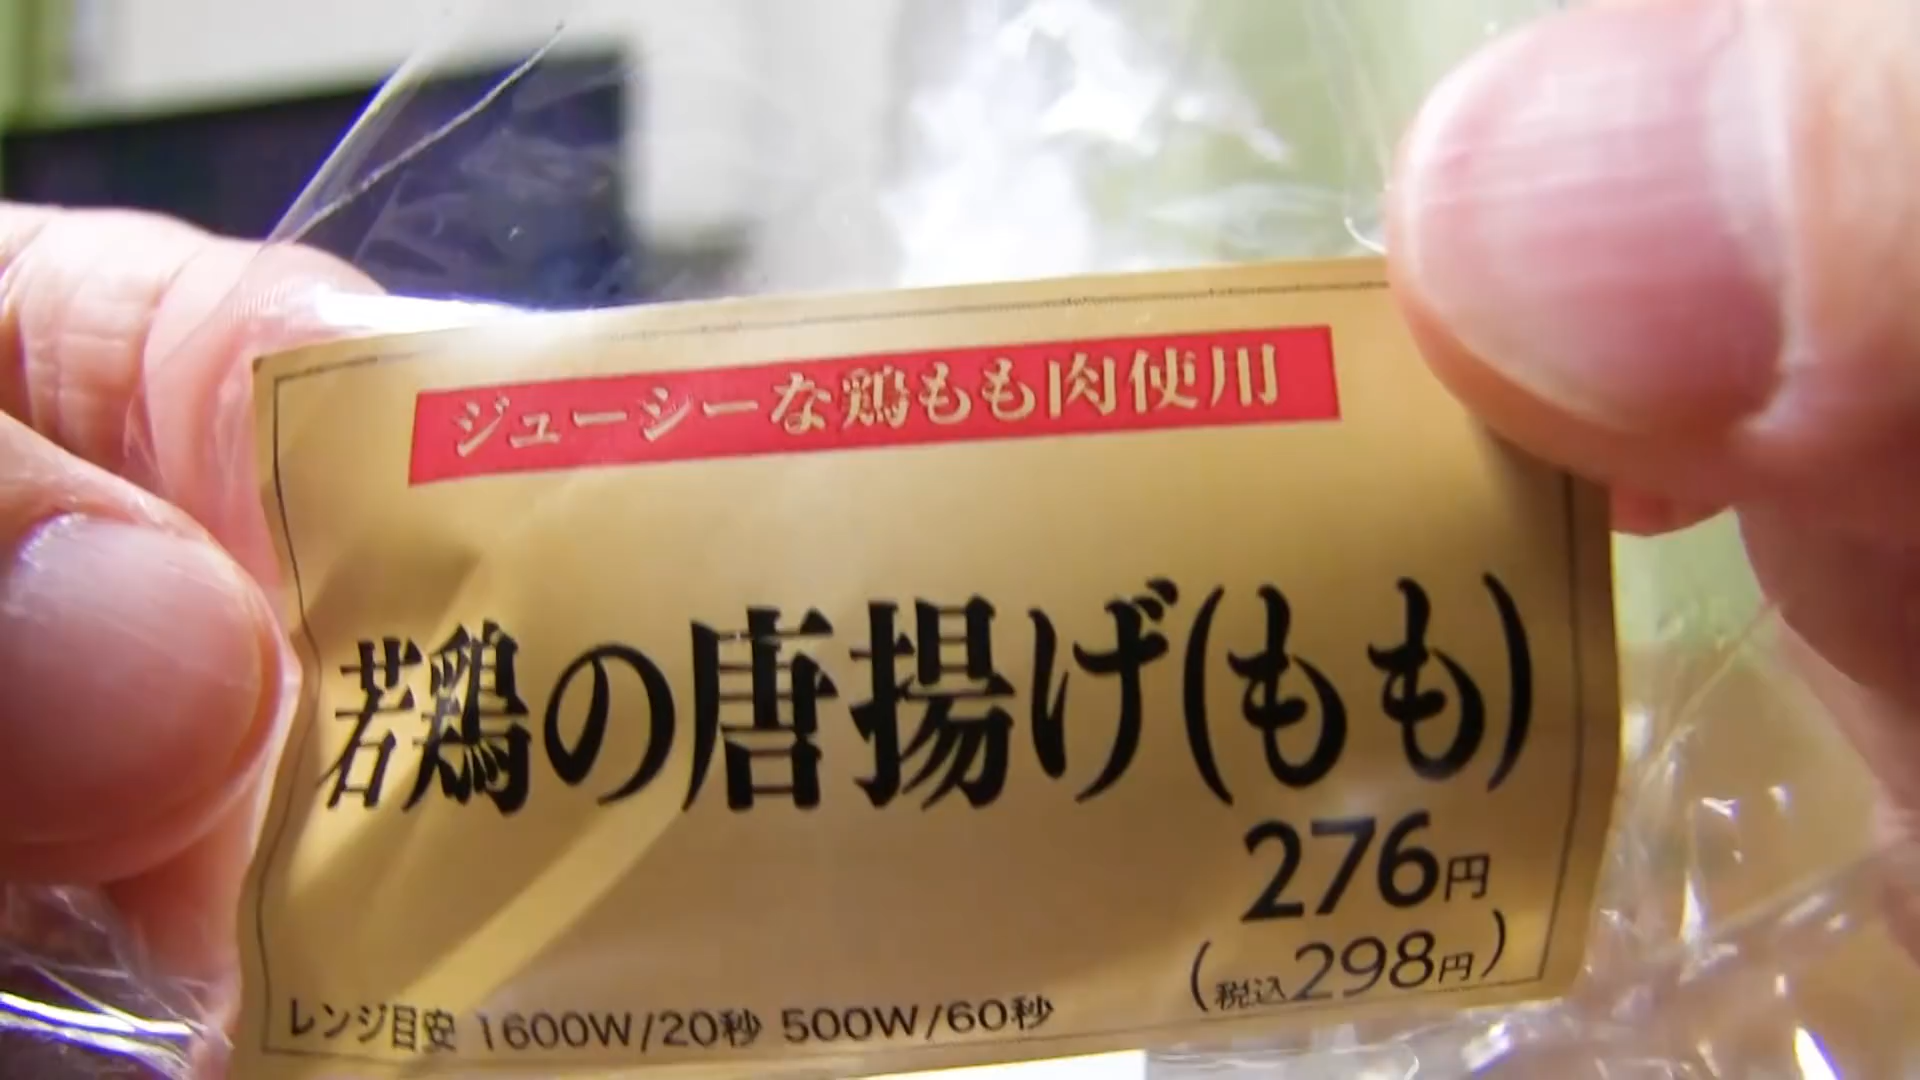 ジューシーな鶏もも肉使用
若鶏の唐揚げ(もも)
276円
(税込298円)
レンジ目安 1600W/20秒 500W/60秒